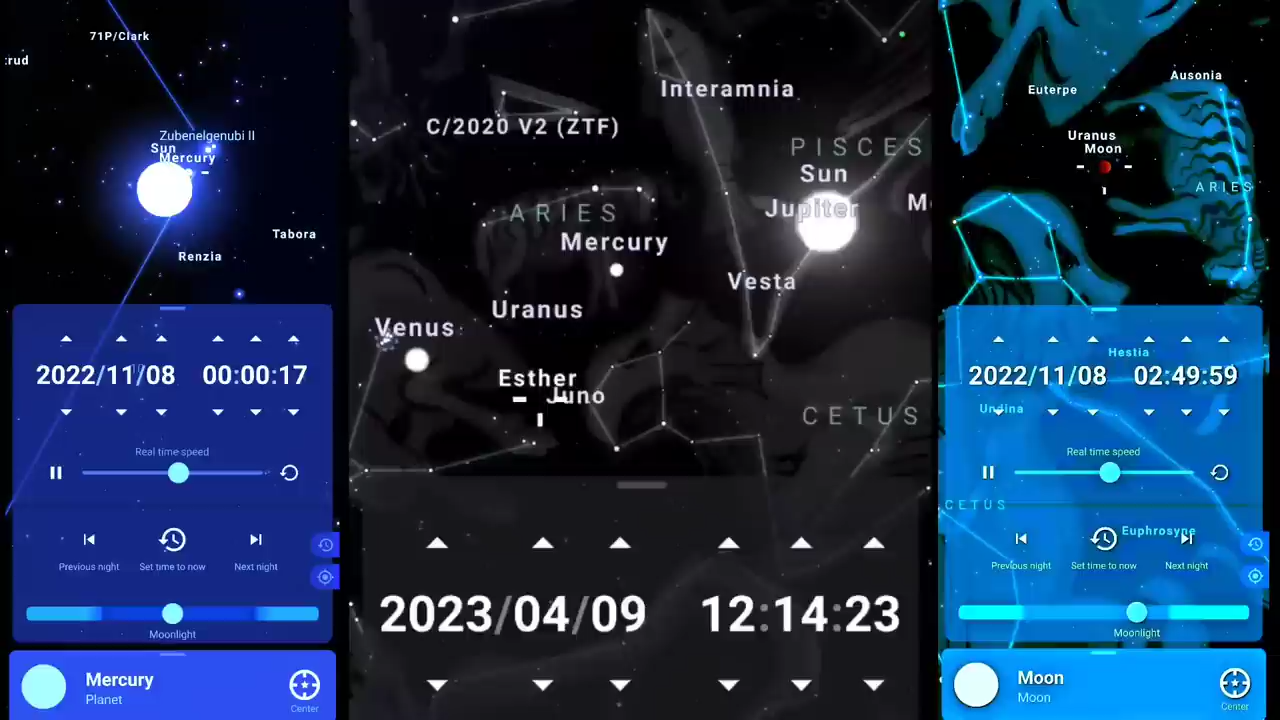 71P/Clark
:rud
Zubenelgenubi II
Sun
Mercury
Tabora
Renzia
2022/11/08 00:00:17
Real time speed
Previous night
Set time to now
Next night
Moonlight
Mercury
Planet
Center
Interamnia
C/2020 V2 (ZTF)
PISCES
Sun
Jupiter
M
ARIES
Mercury
Vesta
Uranus
Venus
Esther
Juno
CETUS
2023/04/09 12:14:23
Ausonia
Euterpe
Uranus
Moon
ARIES
Hestia
2022/11/08 02:49:59
Undina
Real time speed
CETUS
Euphrosyne
Previous night
Set time to now
Next night
Moonlight
Moon
Moon
Center